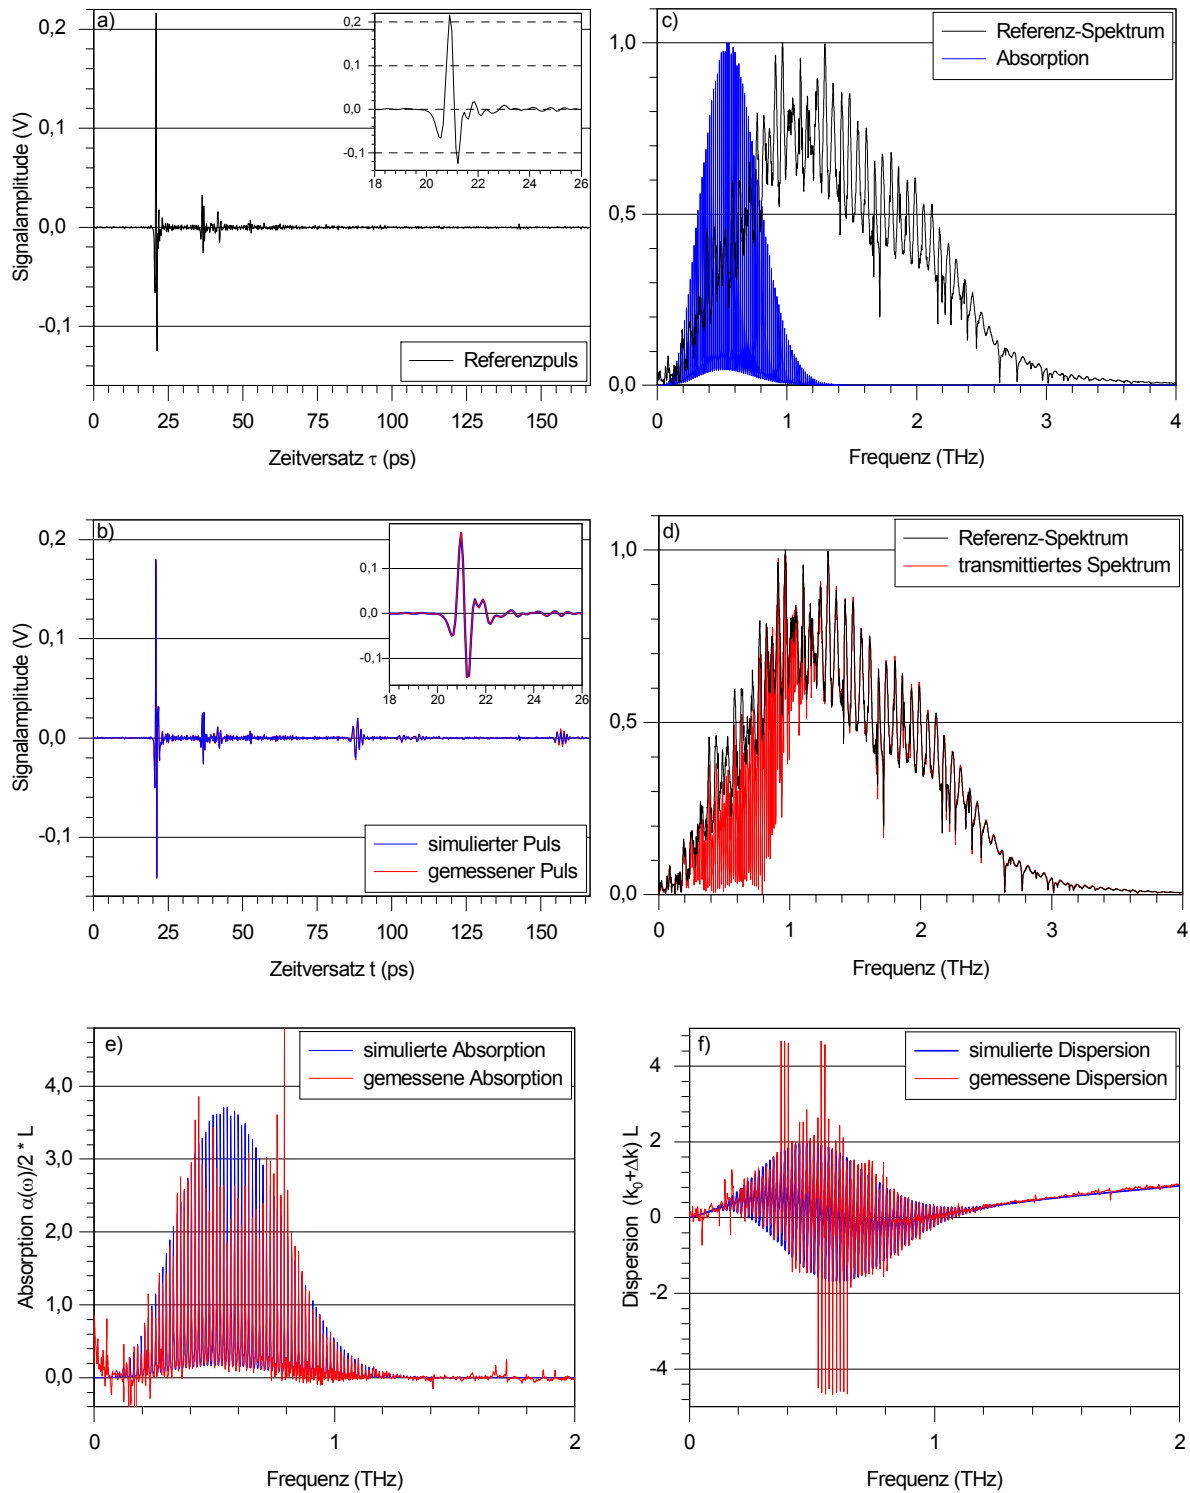 a)
Signalamplitude (V)
0,2
0,1
0,0
-0,1
0,2
0,1
0,0
-0,1
18 20 22 24 26
Referenzpuls
0 25 50 75 100 125 150
Zeitversatz τ (ps)
c)
Referenz-Spektrum
Absorption
1,0
0,5
0,0
0 1 2 3 4
Frequenz (THz)
b)
Signalamplitude (V)
0,2
0,1
0,0
-0,1
0,1
0,0
-0,1
18 20 22 24 26
simulierter Puls
gemessener Puls
0 25 50 75 100 125 150
Zeitversatz t (ps)
d)
Referenz-Spektrum
transmittiertes Spektrum
1,0
0,5
0,0
0 1 2 3 4
Frequenz (THz)
e)
simulierte Absorption
gemessene Absorption
Absorption α(ω)/2 * L
4,0
3,0
2,0
1,0
0,0
0 1 2
Frequenz (THz)
f)
simulierte Dispersion
gemessene Dispersion
Dispersion (k₀+Δk) L
4
2
0
-2
-4
0 1 2
Frequenz (THz)